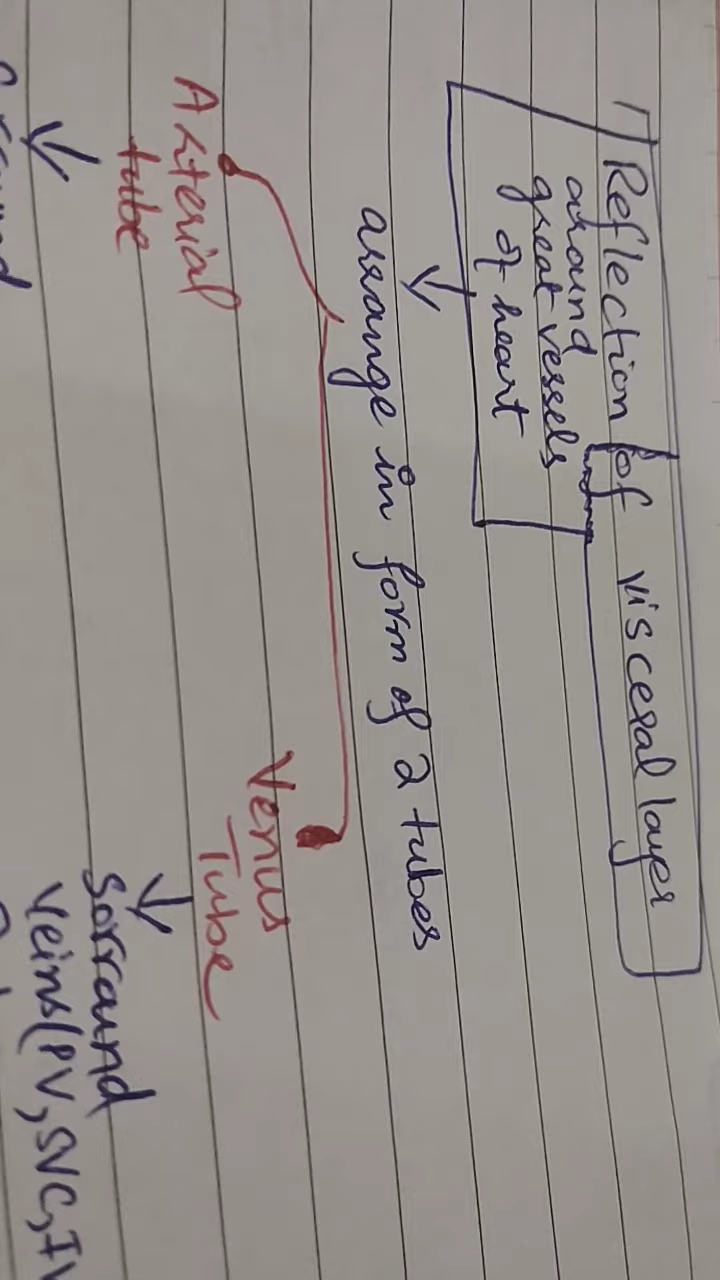 Reflection of visceral layer
around
great vessels
of heart
arrange in form of 2 tubes
Arterial
tube
Venus
Tube
Sorraund
Veins (PV, SVC,